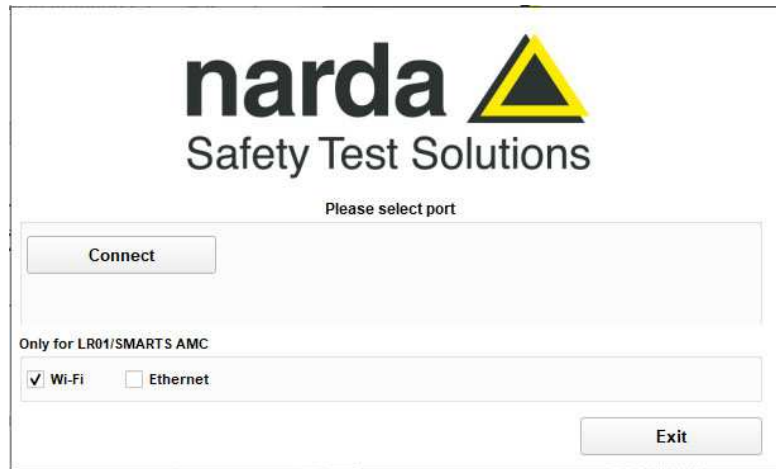 narda
Safety Test Solutions
Please select port
Connect
Only for LR01/SMARTS AMC
Wi-Fi Ethernet
Exit